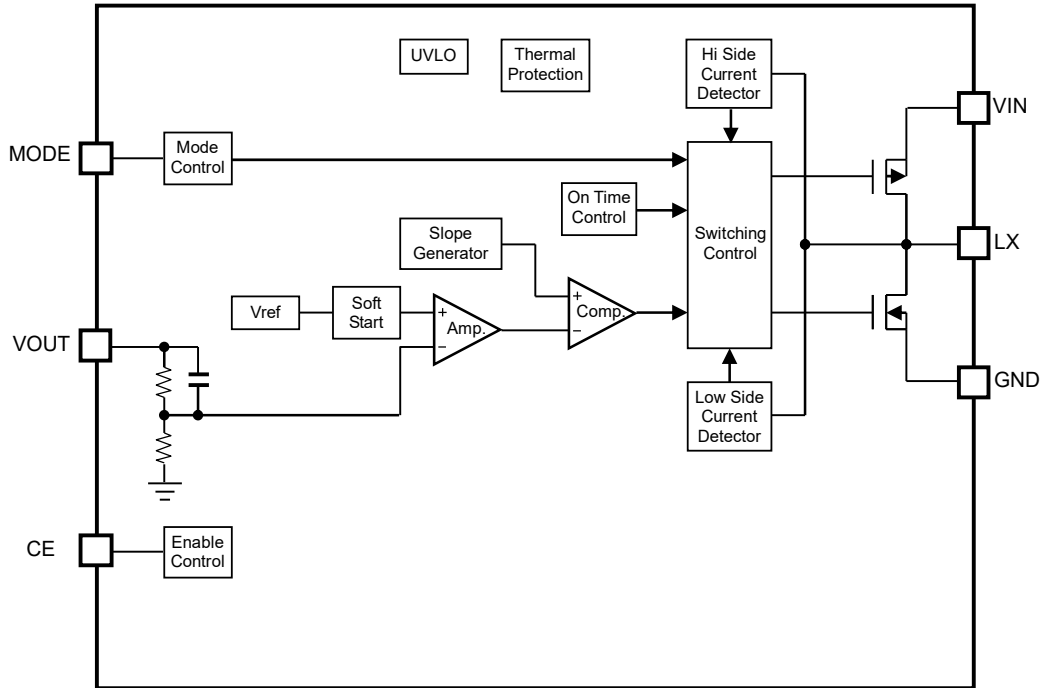 UVLO
Thermal
Protection
Hi Side
Current
Detector
VIN
MODE
Mode
Control
On Time
Control
Slope
Generator
Switching
Control
LX
Vref
Soft
Start
+
Amp.
−
+
Comp.
−
VOUT
GND
Low Side
Current
Detector
CE
Enable
Control